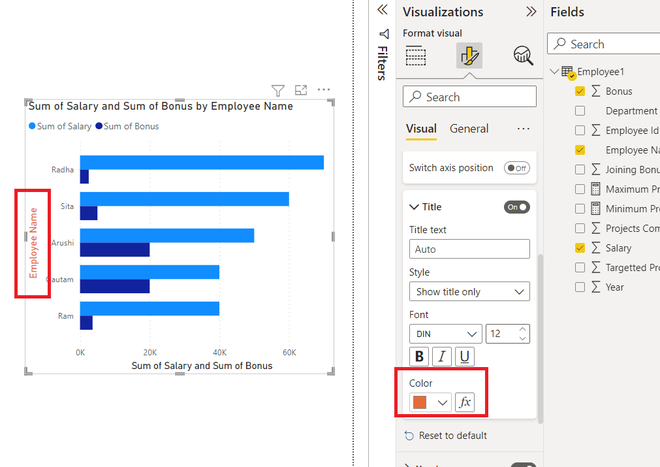 Sum of Salary and Sum of Bonus by Employee Name
Sum of Salary
Sum of Bonus
Employee Name
Radha
Sita
Arushi
Ram
0K
20K
40K
60K
Sum of Salary and Sum of Bonus
Filters
Visualizations
Format visual
Search
Visual
General
Switch axis position
Off
Title
On
Title text
Auto
Style
Show title only
Font
DIN
12
B
I
U
Color
fx
Reset to default
Fields
Search
Employee1
Bonus
Department
Employee Id
Employee Na
Joining Bonu
Maximum Pr
Minimum Pr
Projects Com
Salary
Targetted Pro
Year